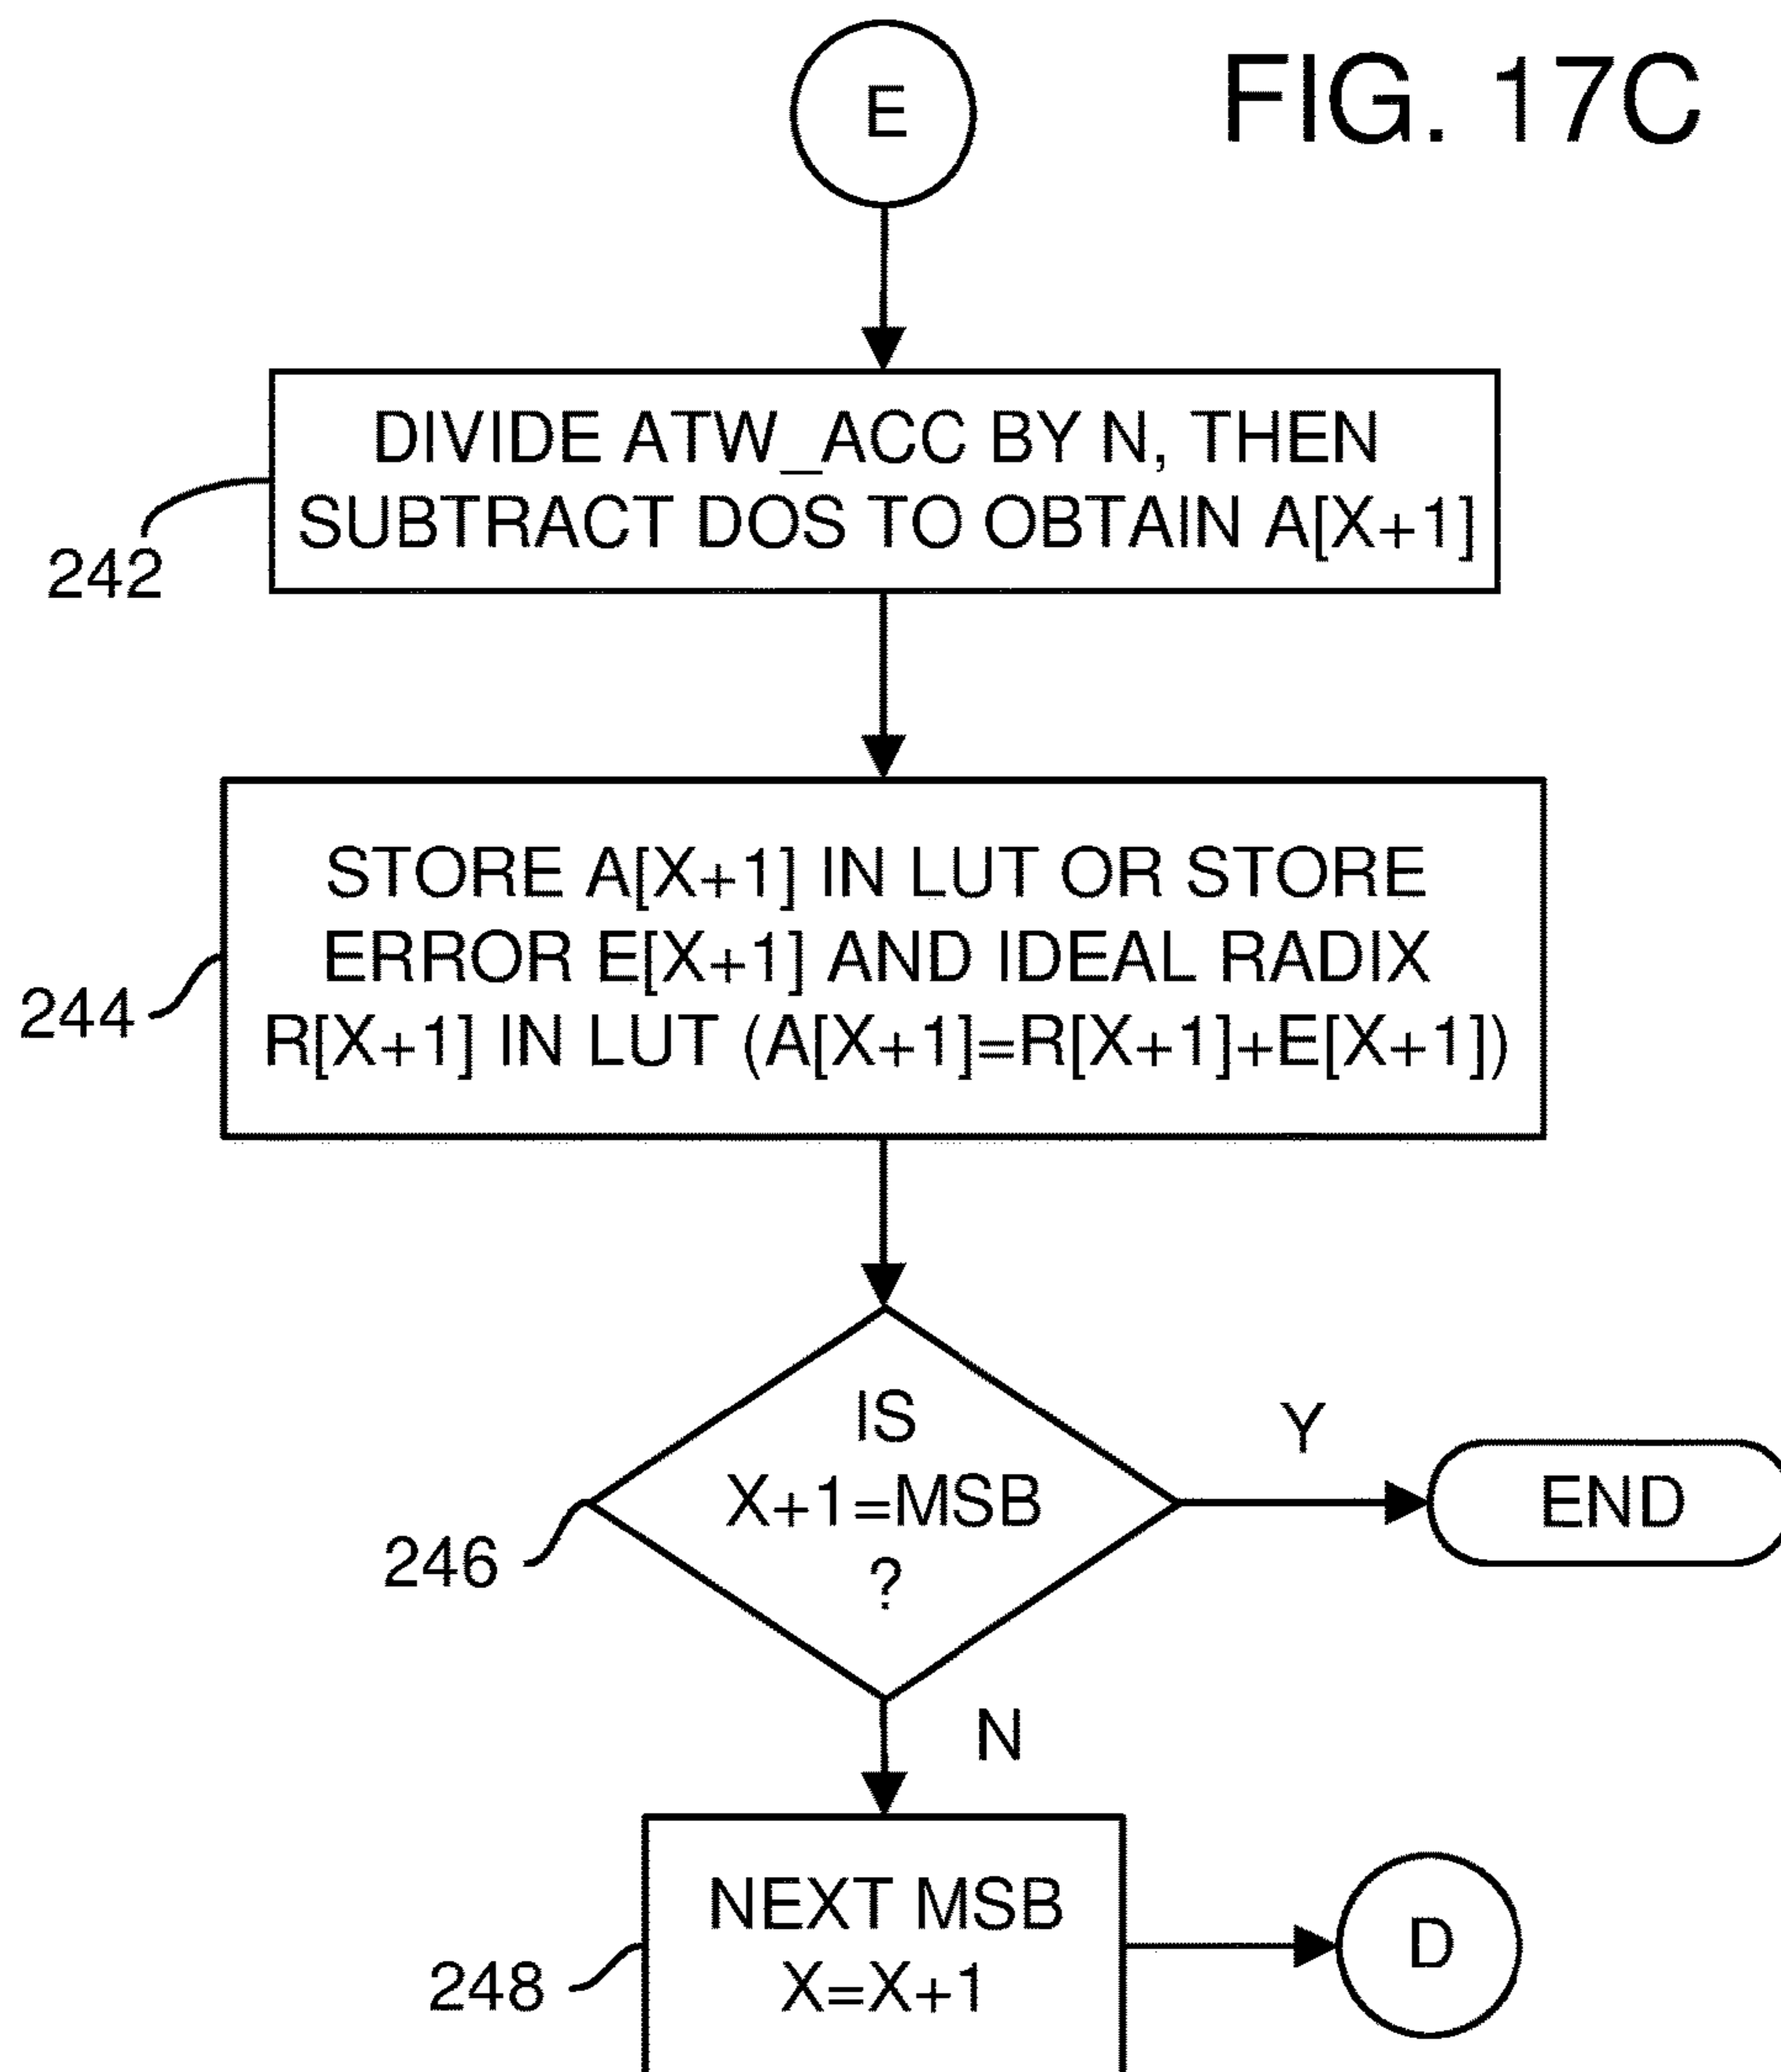 E
FIG. 17C
DIVIDE ATW_ACC BY N, THEN
SUBTRACT DOS TO OBTAIN A[X+1]
242
STORE A[X+1] IN LUT OR STORE
ERROR E[X+1] AND IDEAL RADIX
R[X+1] IN LUT (A[X+1]=R[X+1]+E[X+1])
244
IS
X+1=MSB
?
246
Y
END
N
NEXT MSB
X=X+1
248
D